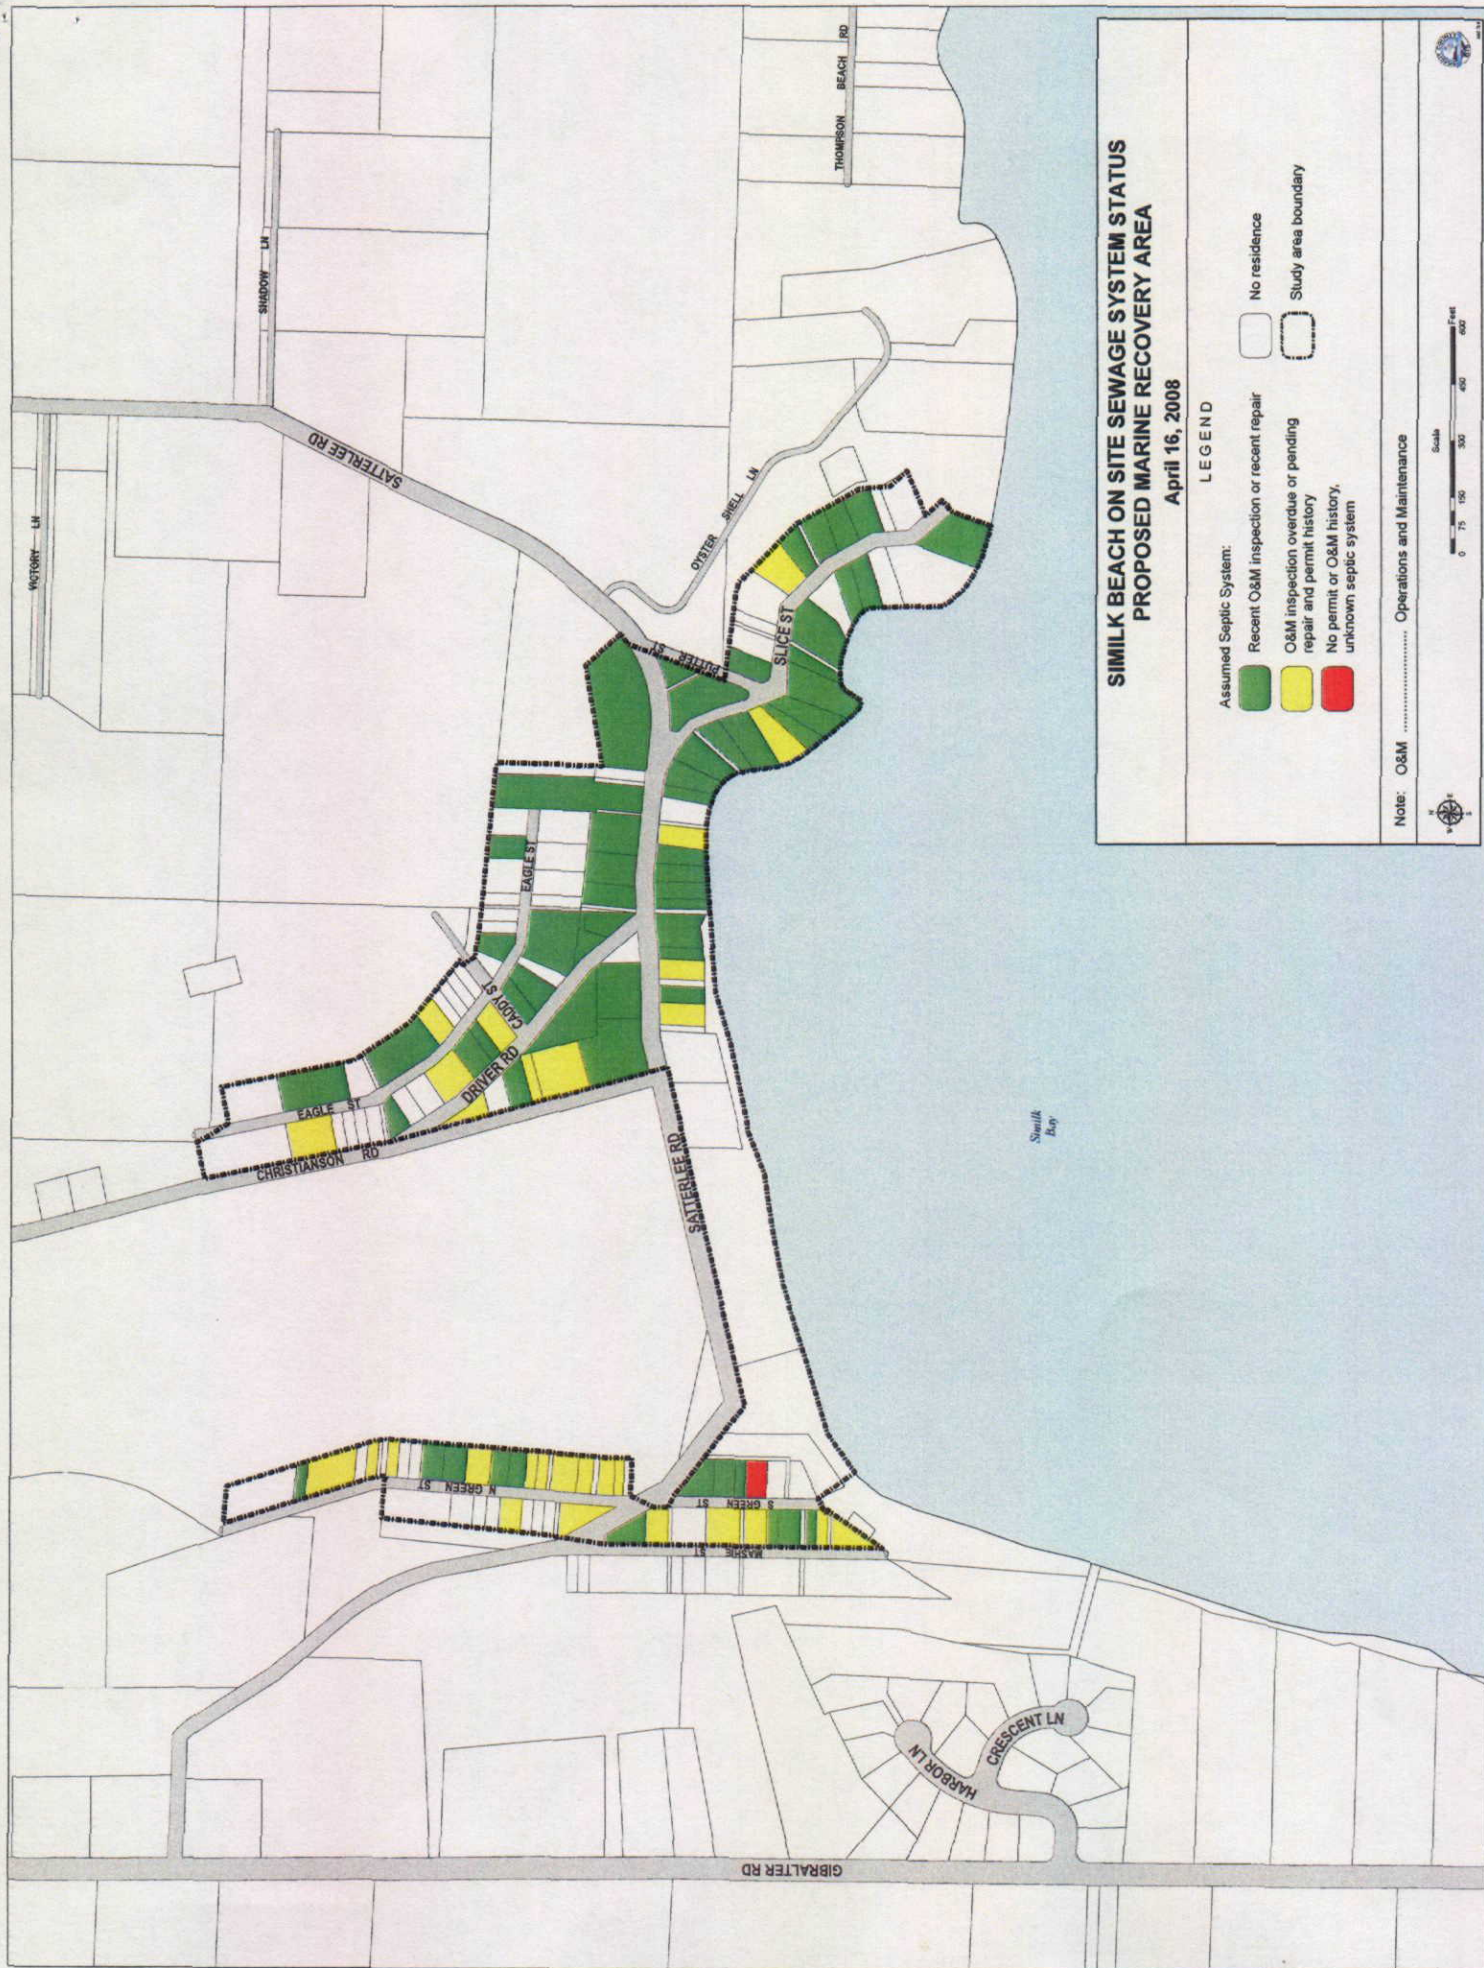 SIMILK BEACH ON SITE SEWAGE SYSTEM STATUS
PROPOSED MARINE RECOVERY AREA
April 16, 2008
LEGEND
Assumed Septic System:
Recent O&M inspection or recent repair
O&M inspection overdue or pending
repair and permit history
No permit or O&M history,
unknown septic system
No residence
Study area boundary
Note: O&M .................... Operations and Maintenance
Scale
0 75 150 300 450 600
Feet
N
W E
S
VICTORY LN
SHADOW LN
THOMPSON BEACH RD
SATTERLEE RD
OYSTER SHELL LN
PUTTER ST
SLICE ST
EAGLE ST
CADDY ST
DRIVER RD
EAGLE ST
CHRISTIANSON RD
SATTERLEE RD
Similk
Bay
N GREEN ST
S GREEN ST
MASHIE ST
HARBOR LN
CRESCENT LN
GIBRALTER RD